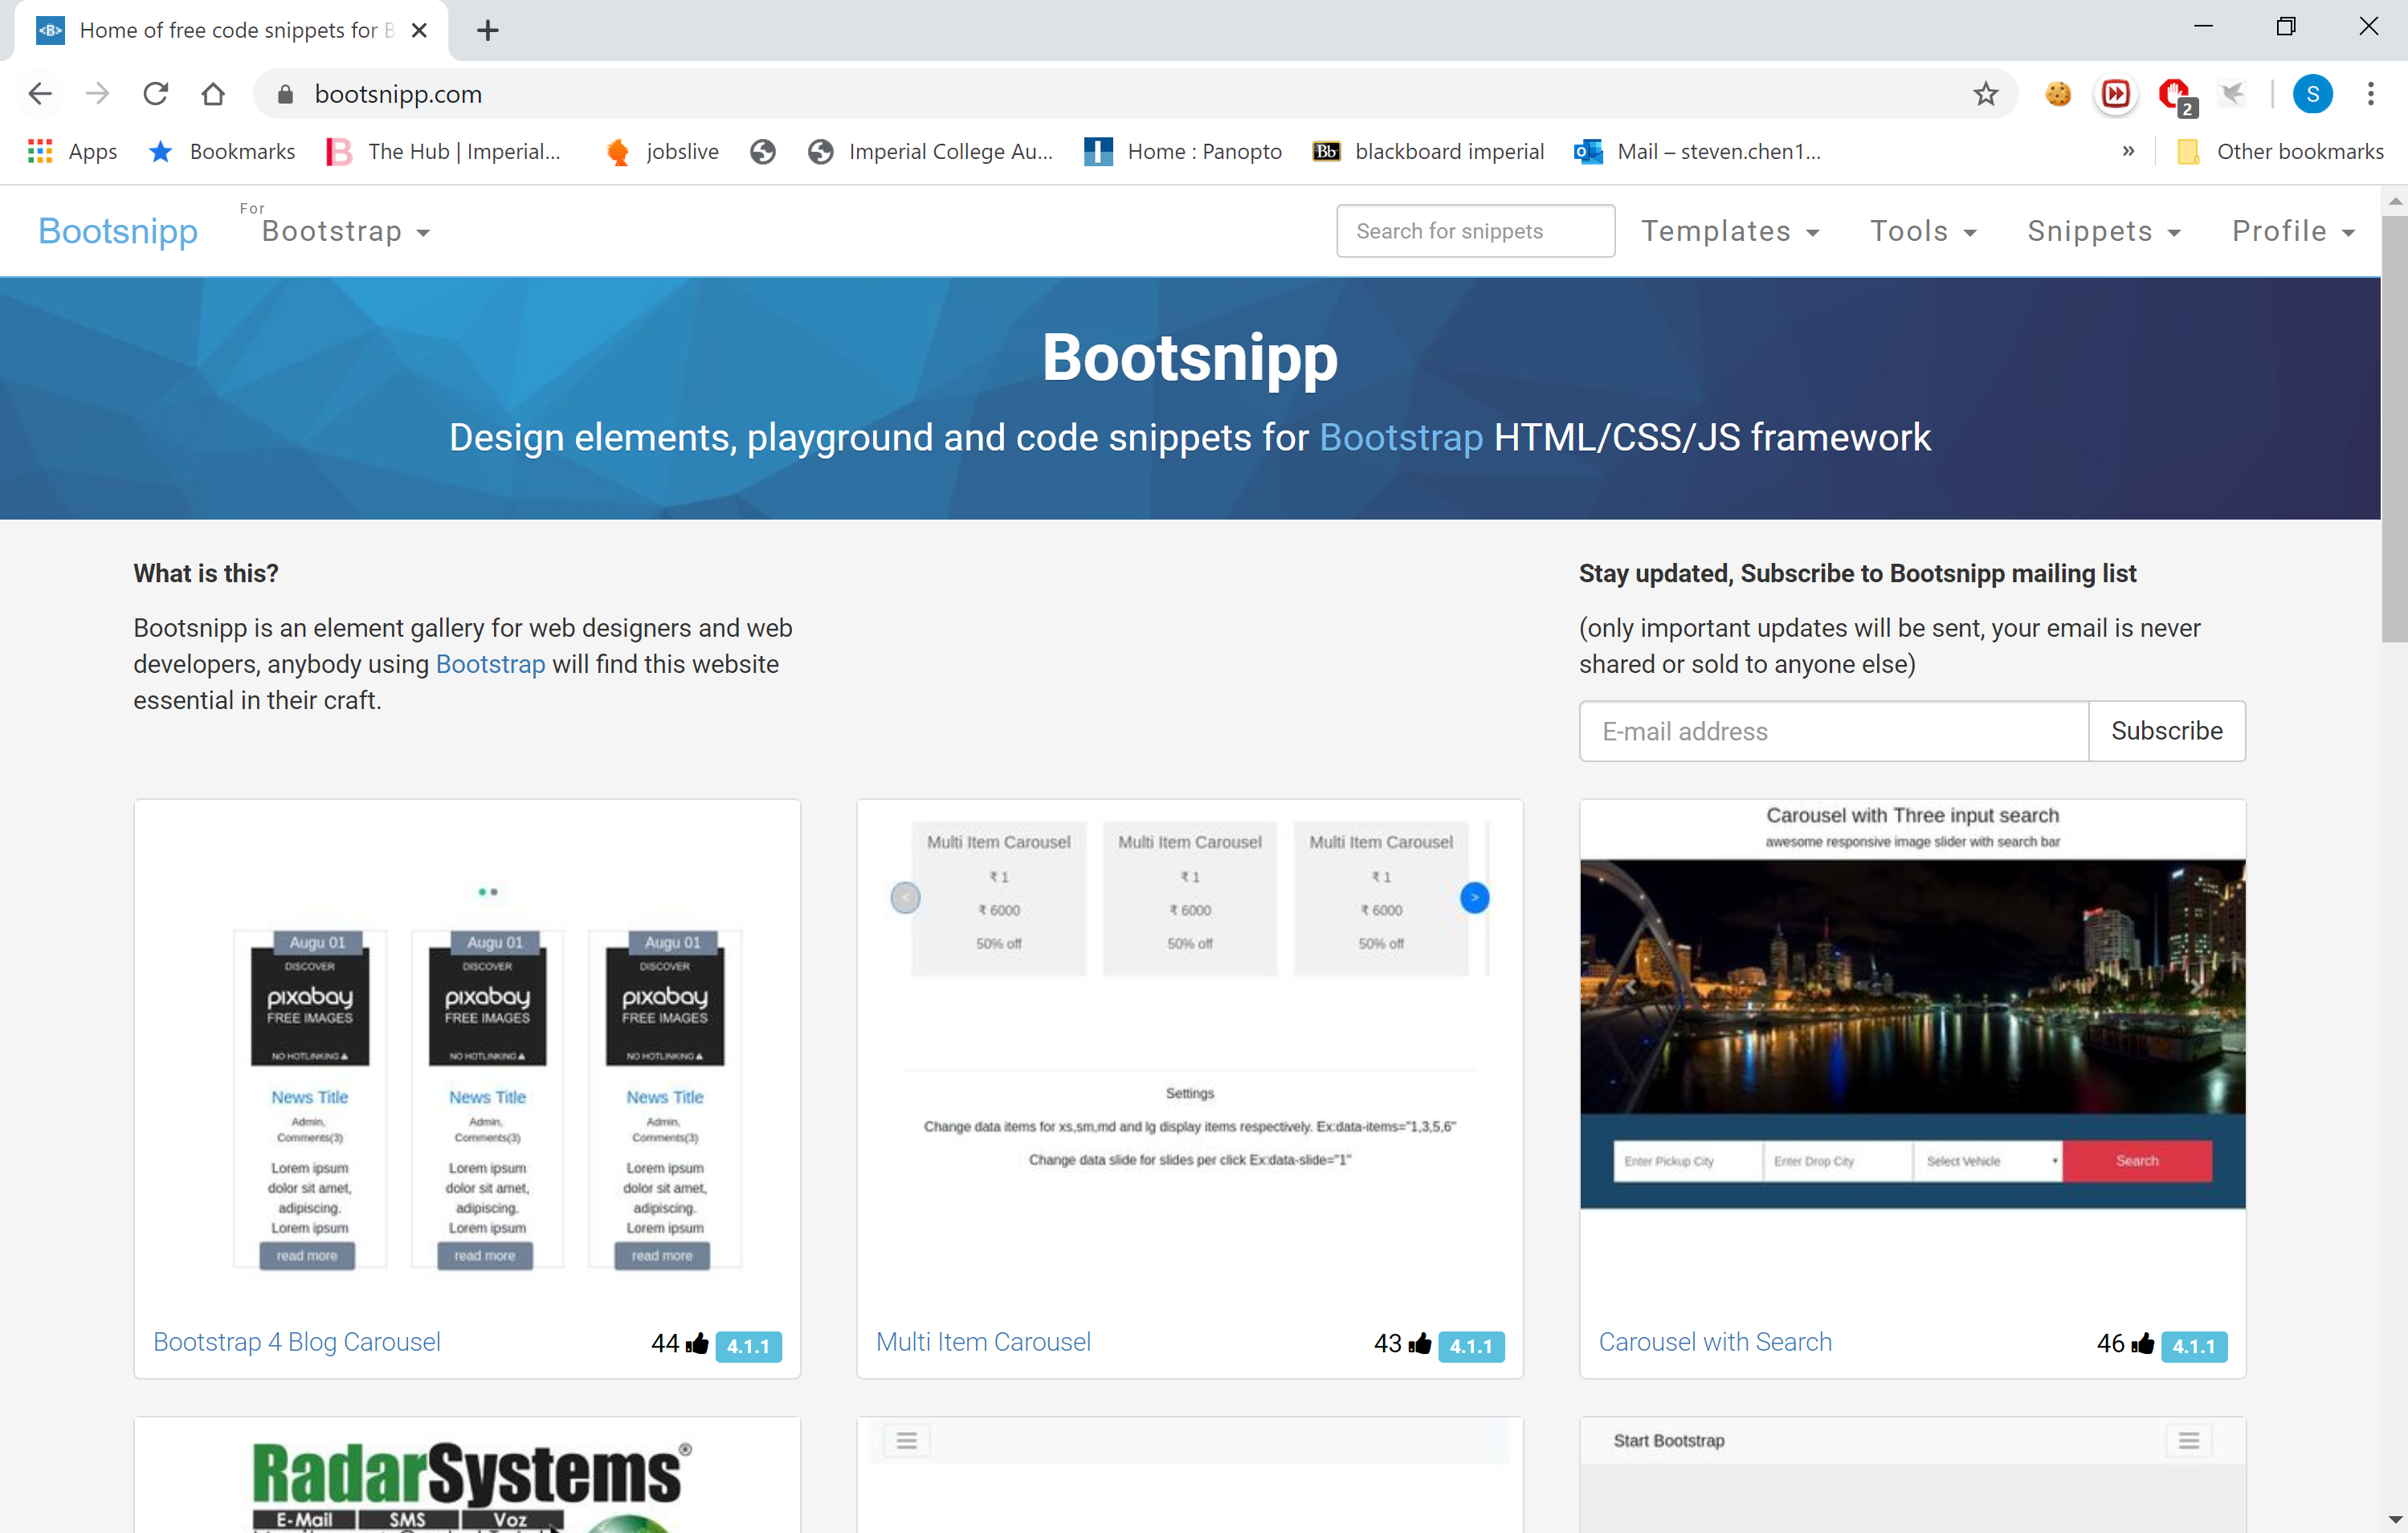 Home of free code snippets for B
bootsnipp.com
2
S
Apps
Bookmarks
The Hub | Imperial...
jobslive
Imperial College Au...
Home : Panopto
Bb
blackboard imperial
Mail – steven.chen1...
»
Other bookmarks
Bootsnipp
For
Bootstrap
Search for snippets
Templates
Tools
Snippets
Profile
Bootsnipp
Design elements, playground and code snippets for Bootstrap HTML/CSS/JS framework
What is this?
Bootsnipp is an element gallery for web designers and web
developers, anybody using Bootstrap will find this website
essential in their craft.
Stay updated, Subscribe to Bootsnipp mailing list
(only important updates will be sent, your email is never
shared or sold to anyone else)
E-mail address
Subscribe
Augu 01
DISCOVER
pixabay
FREE IMAGES
NO HOTLINKING
News Title
Admin,
Comments(3)
Lorem ipsum
dolor sit amet,
adipiscing.
Lorem ipsum
read more
Augu 01
DISCOVER
pixabay
FREE IMAGES
NO HOTLINKING
News Title
Admin,
Comments(3)
Lorem ipsum
dolor sit amet,
adipiscing.
Lorem ipsum
read more
Augu 01
DISCOVER
pixabay
FREE IMAGES
NO HOTLINKING
News Title
Admin,
Comments(3)
Lorem ipsum
dolor sit amet,
adipiscing.
Lorem ipsum
read more
Bootstrap 4 Blog Carousel
44
4.1.1
Multi Item Carousel
₹ 1
₹ 6000
50% off
Multi Item Carousel
₹ 1
₹ 6000
50% off
Multi Item Carousel
₹ 1
₹ 6000
50% off
<
>
Settings
Change data items for xs,sm,md and lg display items respectively. Ex:data-items="1,3,5,6"
Change data slide for slides per click Ex:data-slide="1"
Multi Item Carousel
43
4.1.1
Carousel with Three input search
awesome responsive image slider with search bar
Enter Pickup City
Enter Drop City
Select Vehicle
Search
Carousel with Search
46
4.1.1
RadarSystems®
E-Mail
SMS
Voz
Start Bootstrap